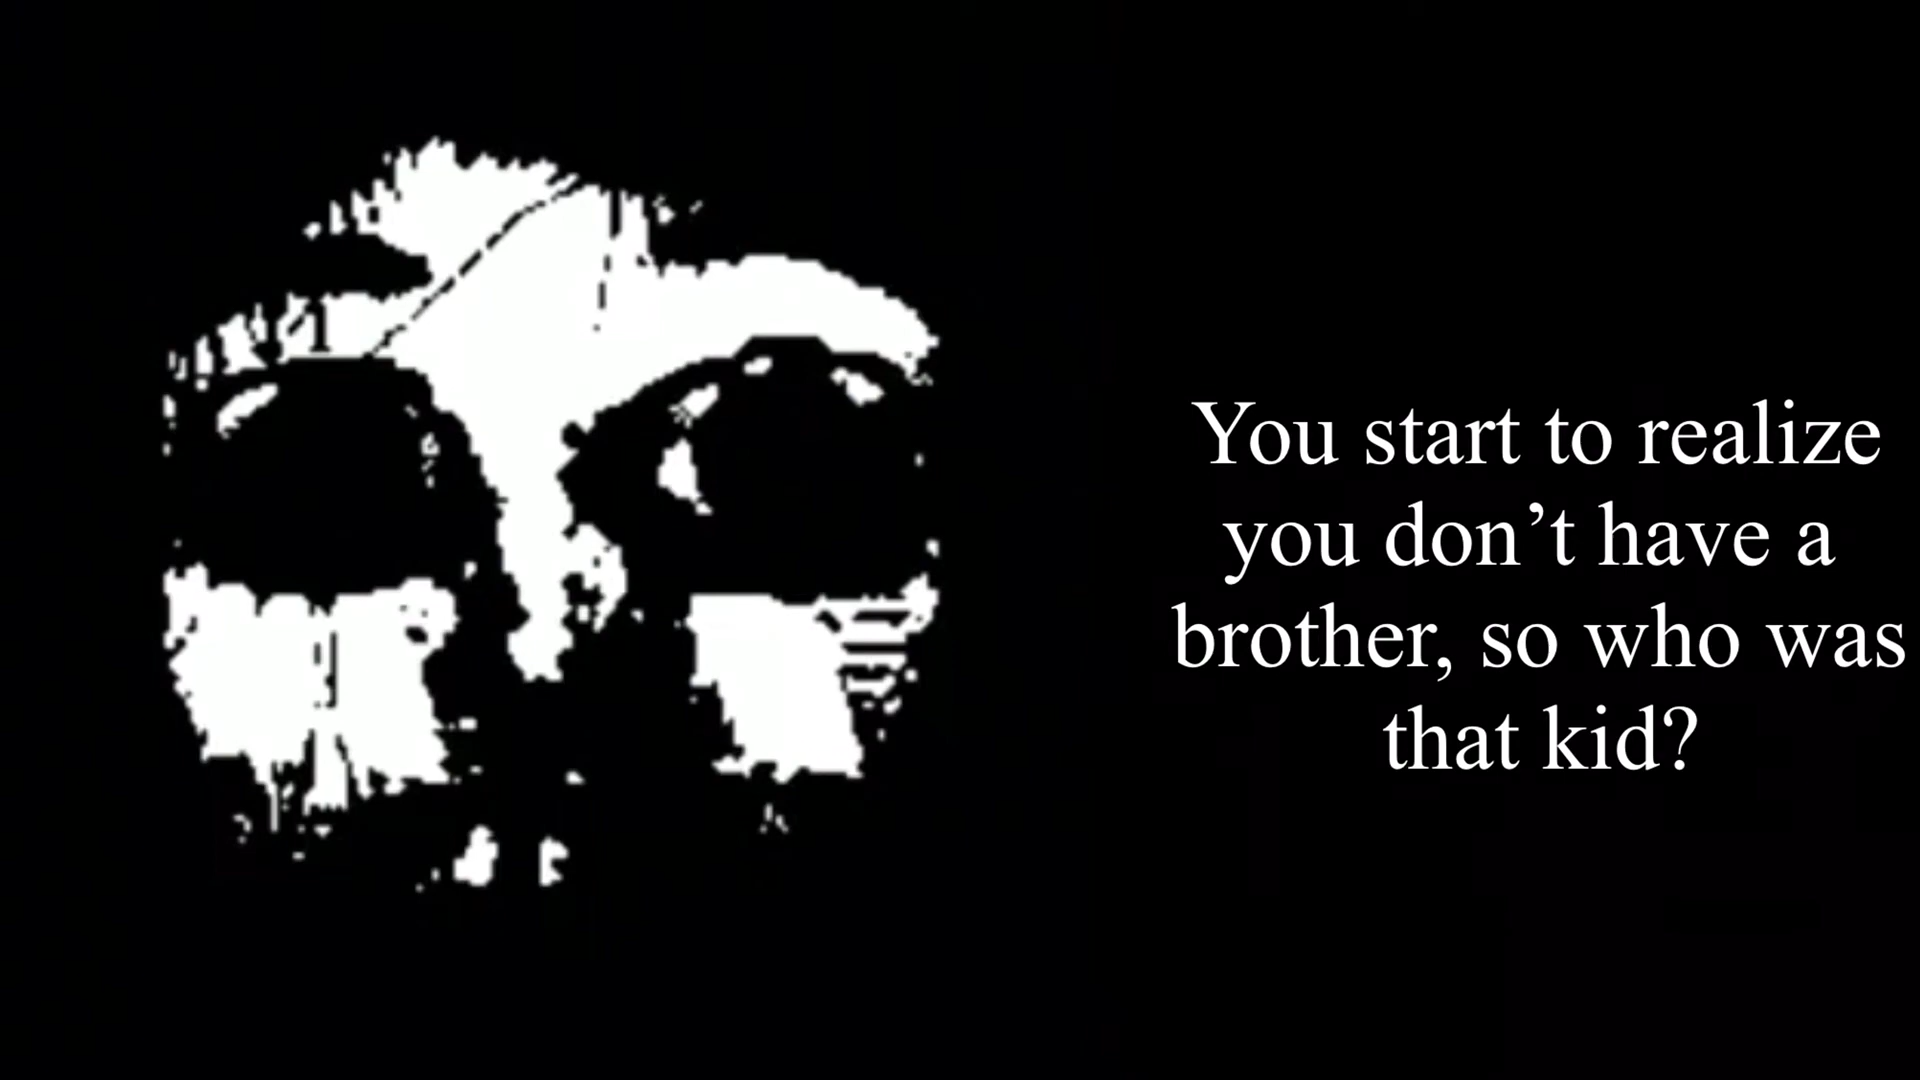 You start to realize
you don’t have a
brother, so who was
that kid?